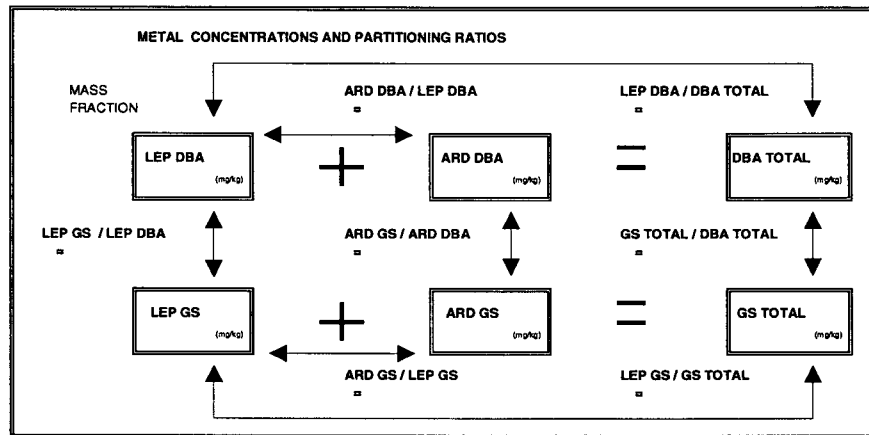 METAL CONCENTRATIONS AND PARTITIONING RATIOS
MASS
FRACTION
ARD DBA / LEP DBA
=
LEP DBA / DBA TOTAL
=
LEP DBA
(mg/kg)
+
ARD DBA
(mg/kg)
=
DBA TOTAL
(mg/kg)
LEP GS / LEP DBA
=
ARD GS / ARD DBA
=
GS TOTAL / DBA TOTAL
=
LEP GS
(mg/kg)
+
ARD GS
(mg/kg)
=
GS TOTAL
(mg/kg)
ARD GS / LEP GS
=
LEP GS / GS TOTAL
=